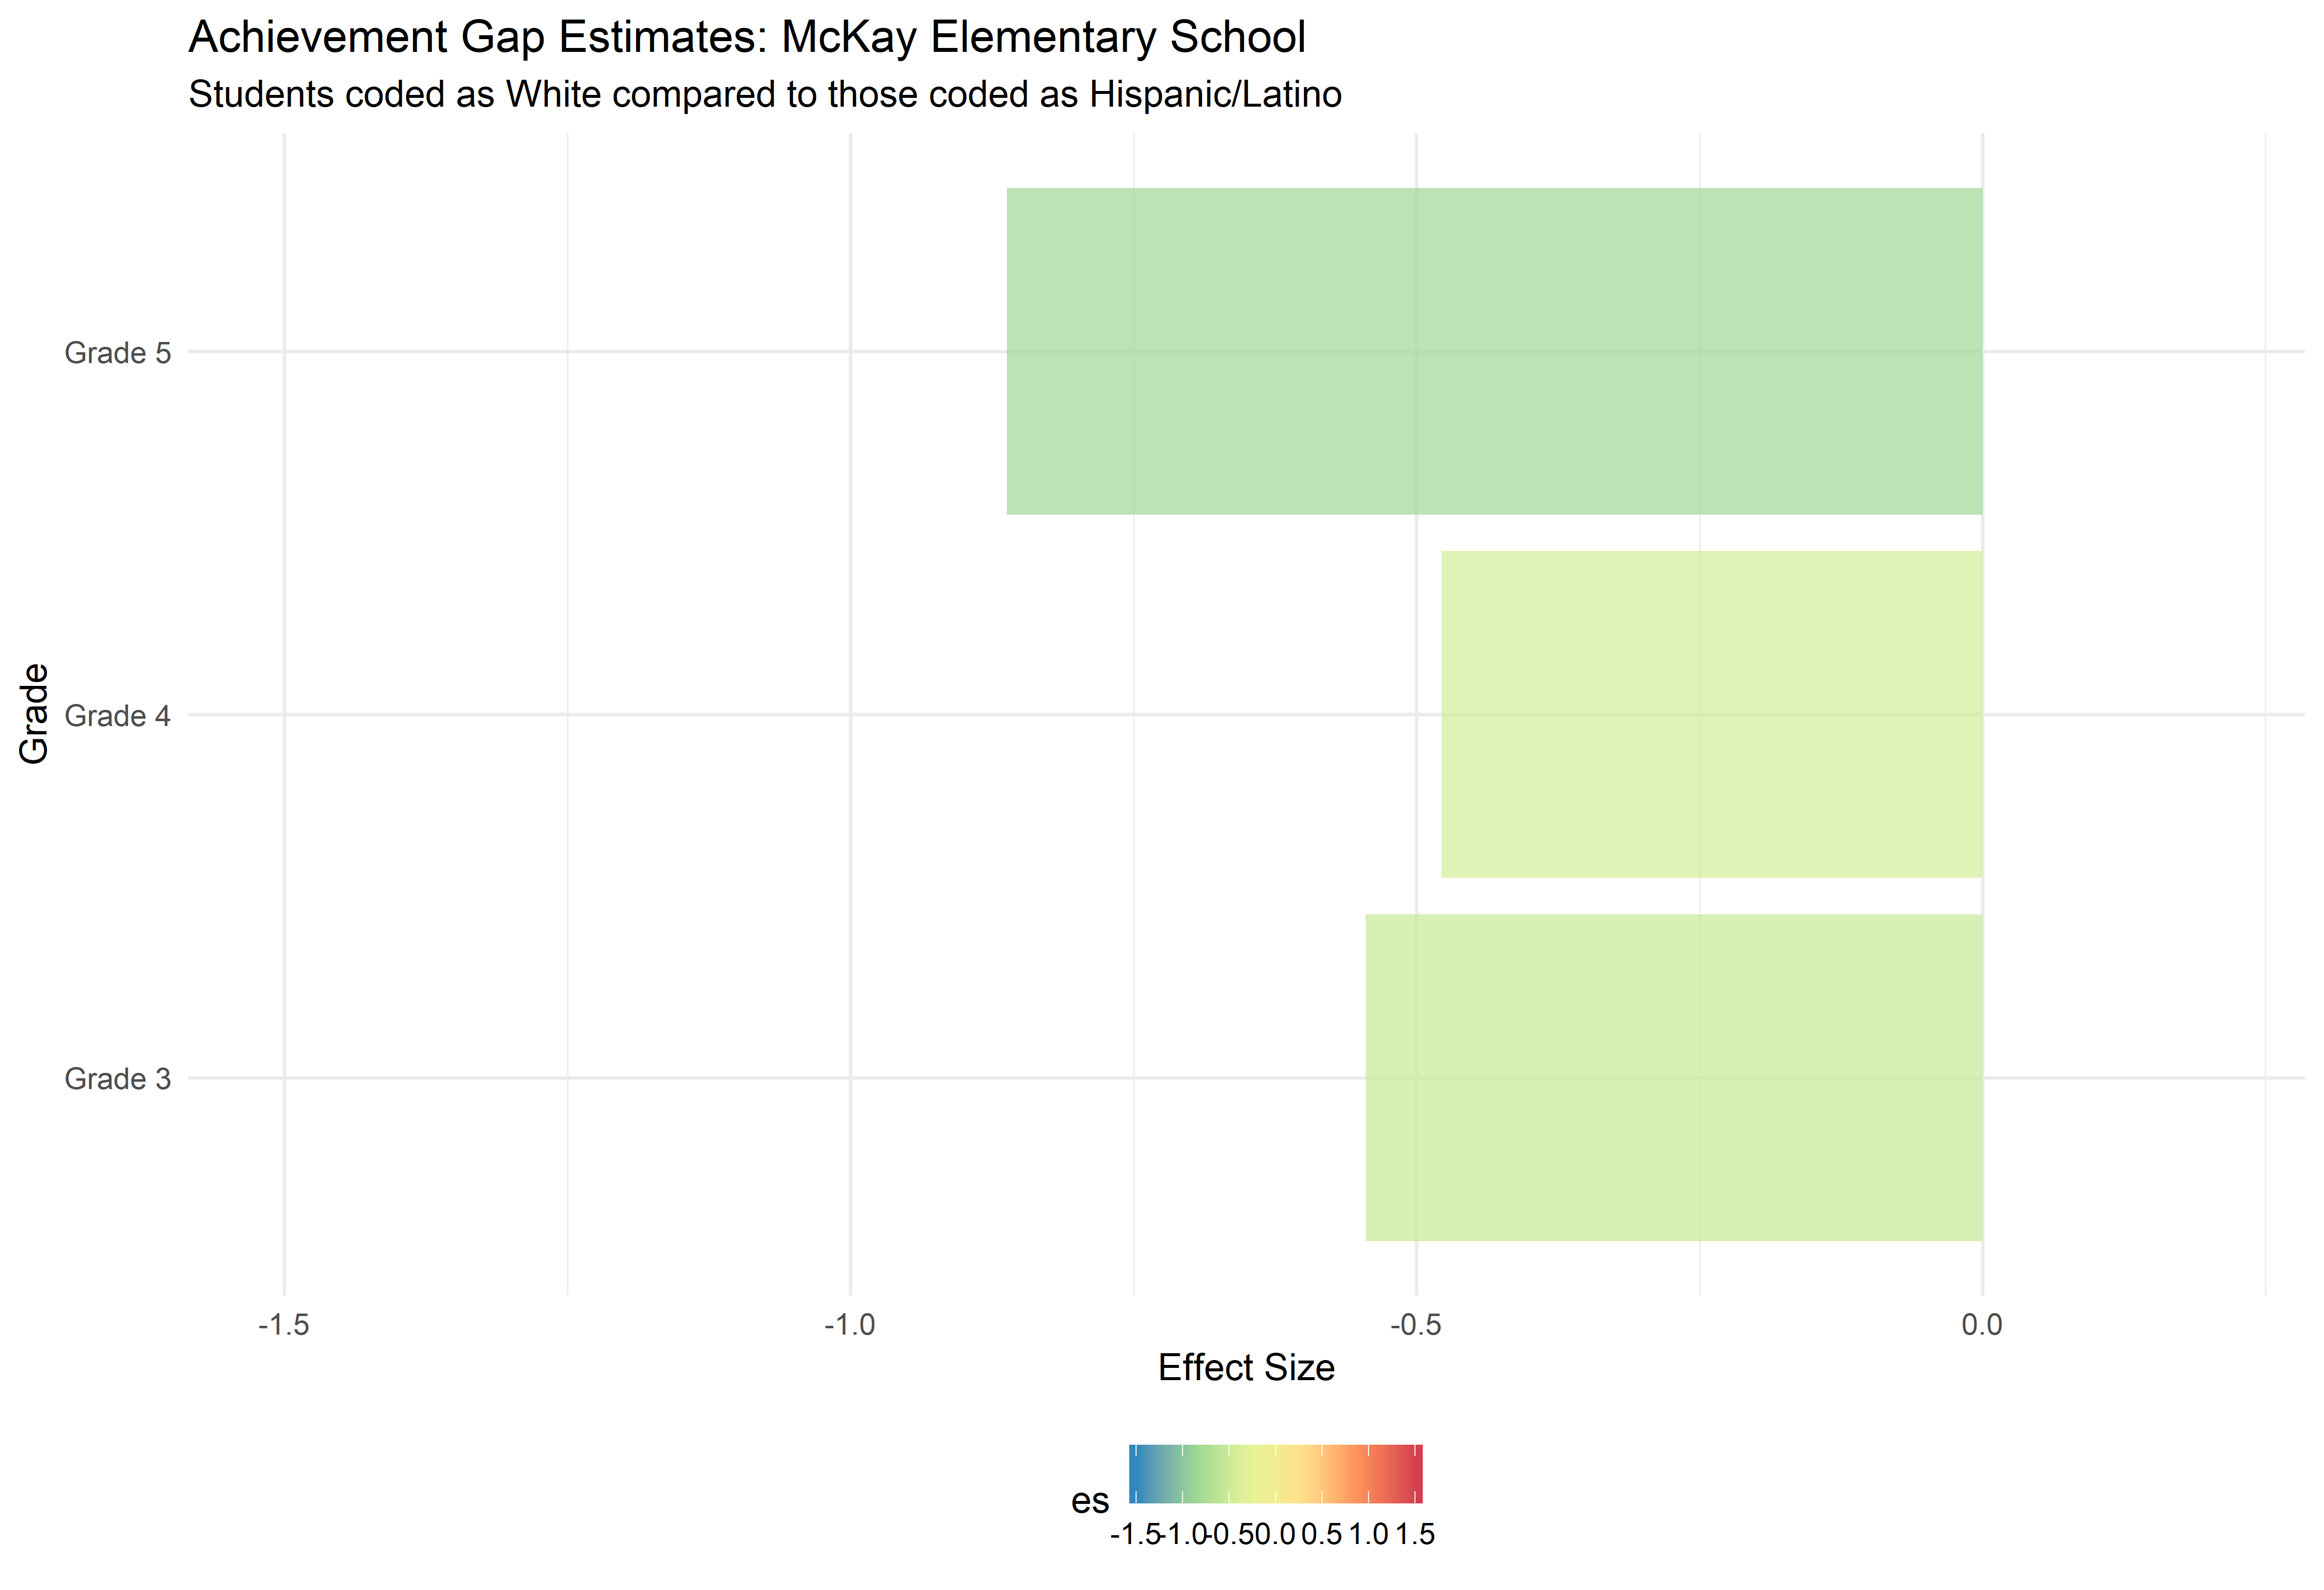 Achievement Gap Estimates: McKay Elementary School
Students coded as White compared to those coded as Hispanic/Latino
Grade
Grade 5
Grade 4
Grade 3
-1.5 -1.0 -0.5 0.0
Effect Size
es
-1.5 -1.0 -0.5 0.0 0.5 1.0 1.5